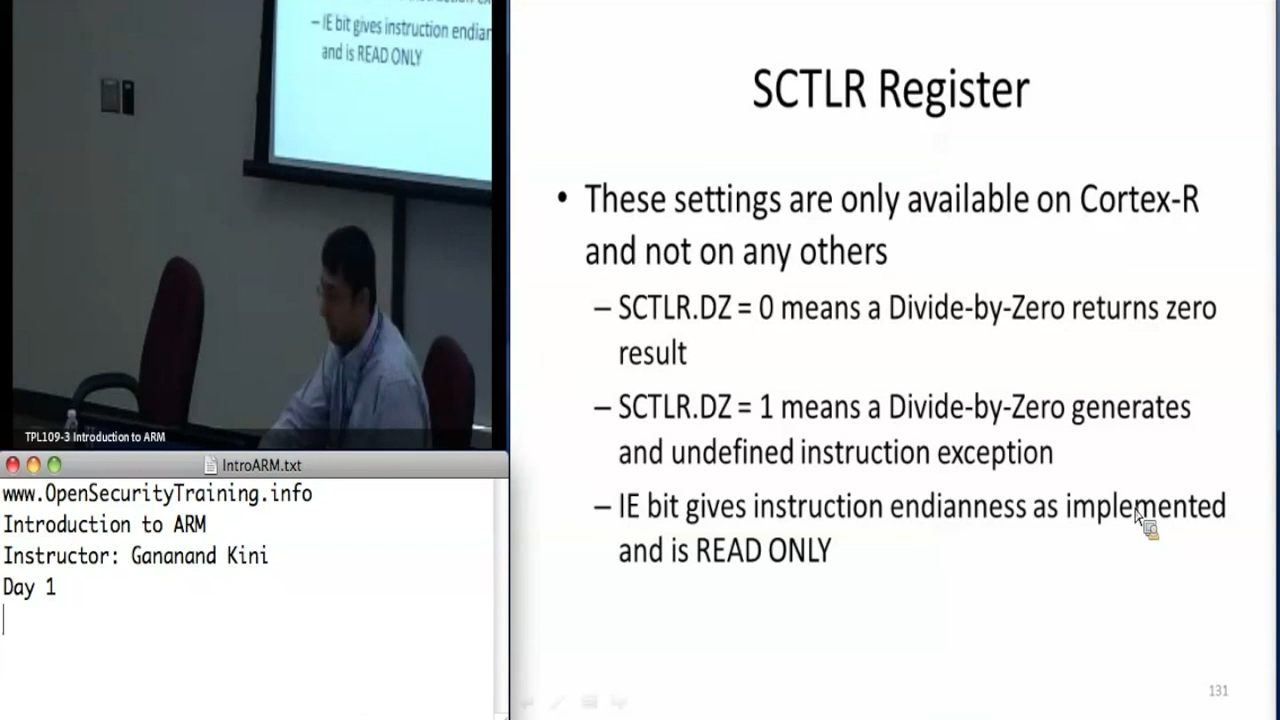 – IE bit gives instruction endian
and is READ ONLY
TPL109-3 Introduction to ARM
IntroARM.txt
www.OpenSecurityTraining.info
Introduction to ARM
Instructor: Gananand Kini
Day 1
SCTLR Register
• These settings are only available on Cortex-R
and not on any others
– SCTLR.DZ = 0 means a Divide-by-Zero returns zero
result
– SCTLR.DZ = 1 means a Divide-by-Zero generates
and undefined instruction exception
– IE bit gives instruction endianness as implemented
and is READ ONLY
131